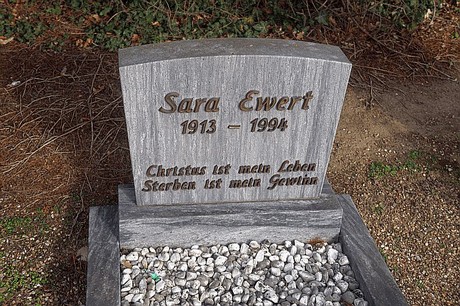 Sara Ewert
1913 – 1994
Christus ist mein Leben
Sterben ist mein Gewinn